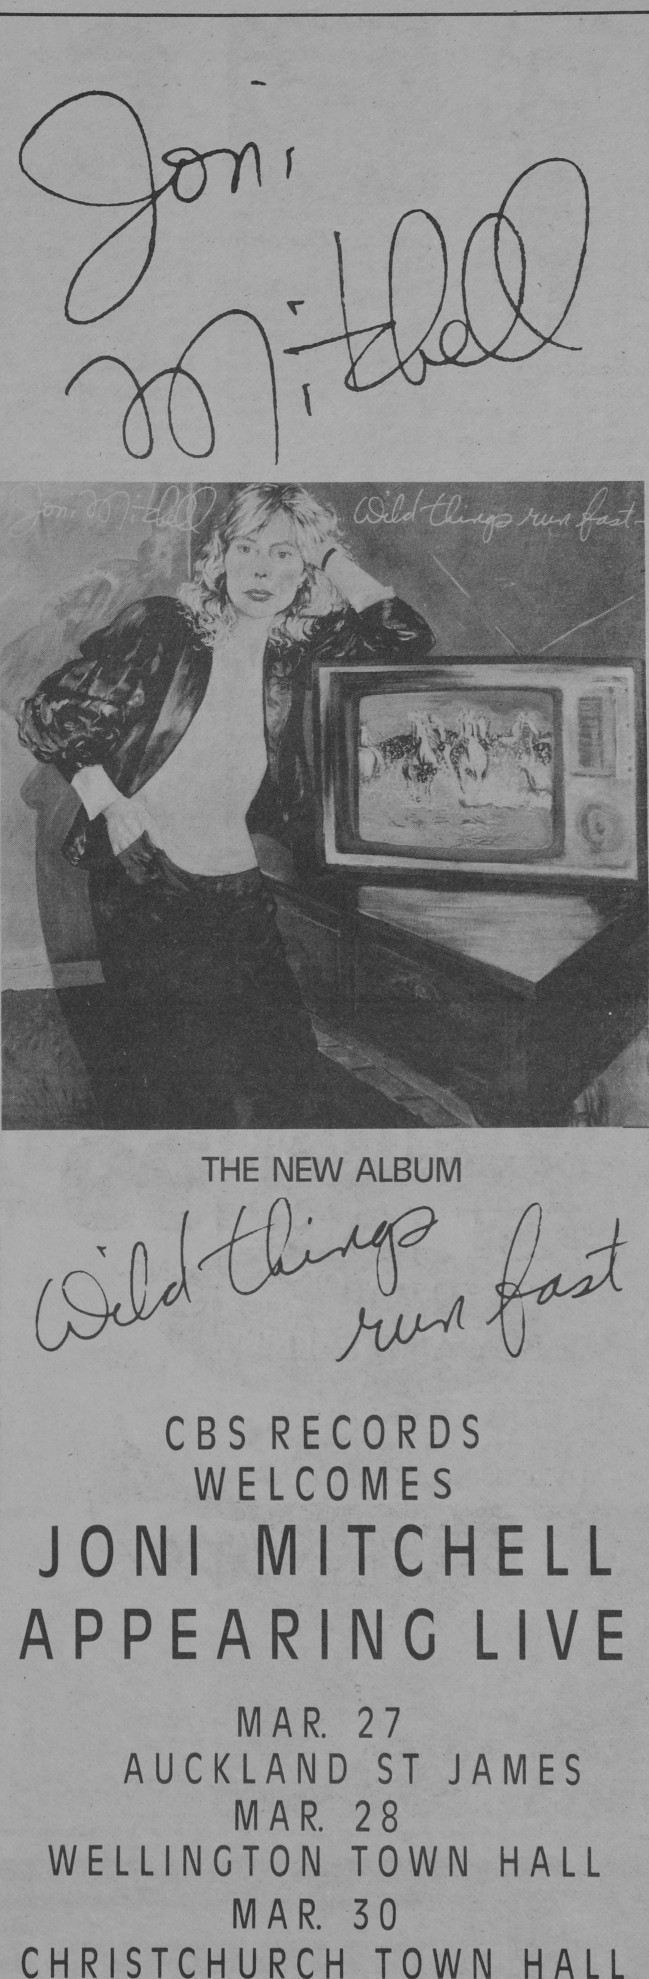 Joni
Mitchell
Joni Mitchell Wild things run fast
THE NEW ALBUM
Wild things
run fast
CBS RECORDS
WELCOMES
JONI MITCHELL
APPEARING LIVE
MAR. 27
AUCKLAND ST JAMES
MAR. 28
WELLINGTON TOWN HALL
MAR. 30
CHRISTCHURCH TOWN HALL